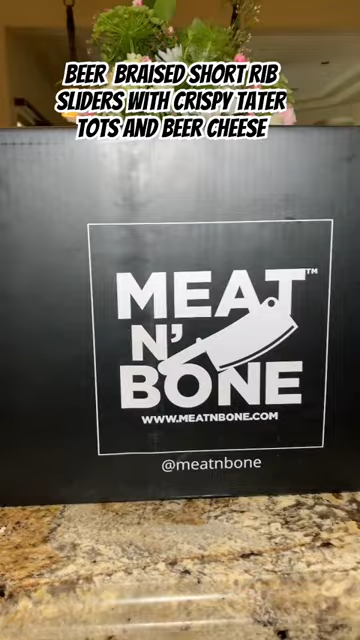 BEER BRAISED SHORT RIB
SLIDERS WITH CRISPY TATER
TOTS AND BEER CHEESE
MEAT™
N'
BONE
WWW.MEATNBONE.COM
@meatnbone